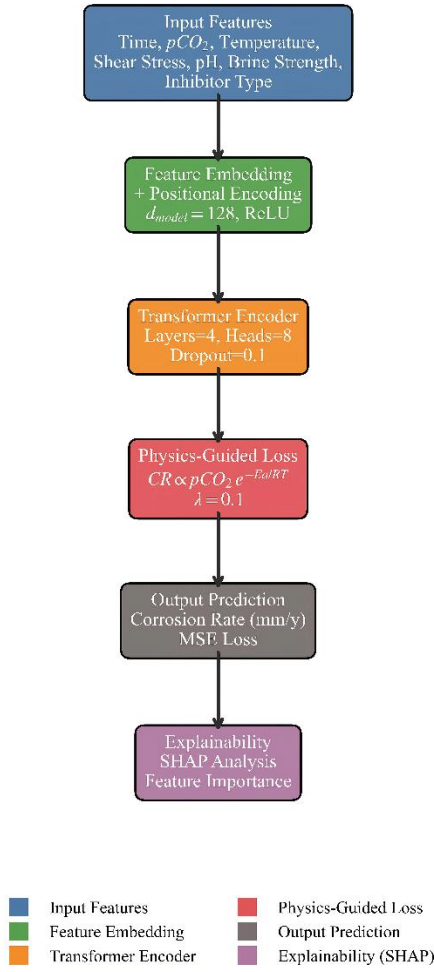 Input Features
Time, pCO₂, Temperature,
Shear Stress, pH, Brine Strength,
Inhibitor Type
Feature Embedding
+ Positional Encoding
d_model = 128, ReLU
Transformer Encoder
Layers=4, Heads=8
Dropout=0.1
Physics-Guided Loss
CR ∝ pCO₂ e^{-Ea/RT}
λ = 0.1
Output Prediction
Corrosion Rate (mm/y)
MSE Loss
Explainability
SHAP Analysis
Feature Importance
Input Features
Feature Embedding
Transformer Encoder
Physics-Guided Loss
Output Prediction
Explainability (SHAP)